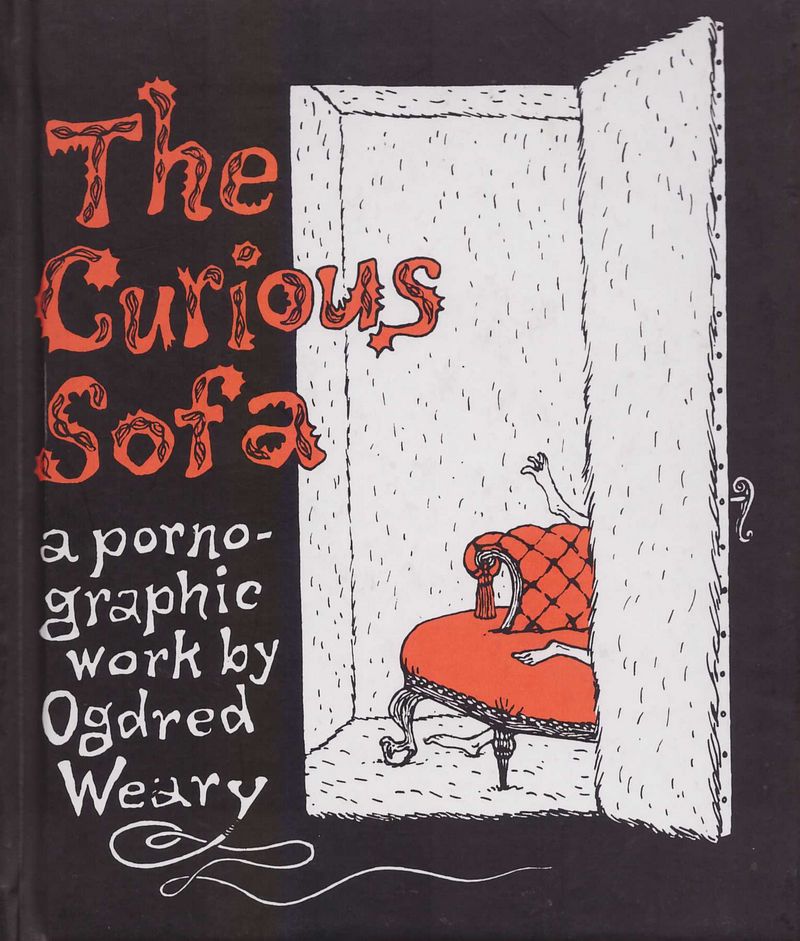 The
Curious
Sofa
a porno-
graphic
work by
Ogdred
Weary